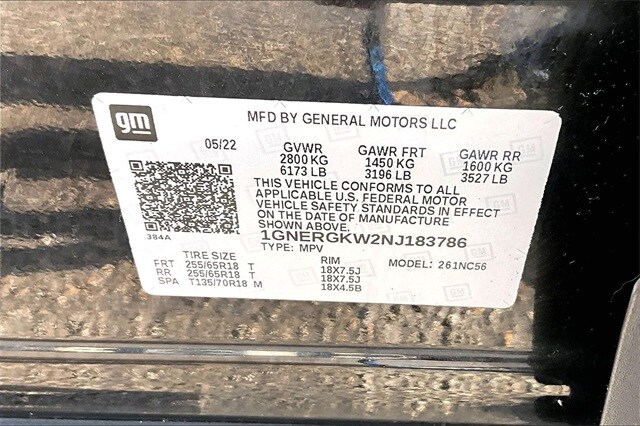 gm
MFD BY GENERAL MOTORS LLC
05/22 GVWR GAWR FRT GAWR RR
2800 KG 1450 KG 1600 KG
6173 LB 3196 LB 3527 LB
THIS VEHICLE CONFORMS TO ALL
APPLICABLE U.S. FEDERAL MOTOR
VEHICLE SAFETY STANDARDS IN EFFECT
ON THE DATE OF MANUFACTURE
SHOWN ABOVE.
384A
1GNERGKW2NJ183786
TYPE: MPV
TIRE SIZE RIM MODEL: 261NC56
FRT 255/65R18 T 18X7.5J
RR 255/65R18 T 18X7.5J
SPA T135/70R18 M 18X4.5B